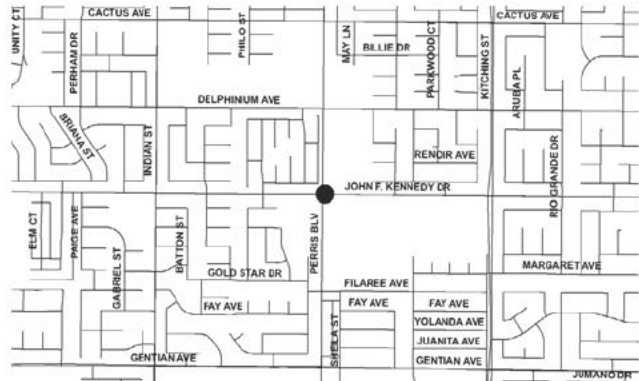 CACTUS AVE
CACTUS AVE
UNITY CT
PERHAM DR
PHILO ST
MAY LN
BILLIE DR
PARKWOOD CT
KITCHING ST
ARUBA PL
DELPHINIUM AVE
BRIANA ST
INDIAN ST
RENOIR AVE
JOHN F. KENNEDY DR
RIO GRANDE DR
ELM CT
PAIGE AVE
GABRIEL ST
BATTON ST
PERRIS BLV
GOLD STAR DR
MARGARET AVE
FILAREE AVE
FAY AVE
FAY AVE
FAY AVE
SHEILA ST
YOLANDA AVE
JUANITA AVE
GENTIAN AVE
GENTIAN AVE
JUMANO DR